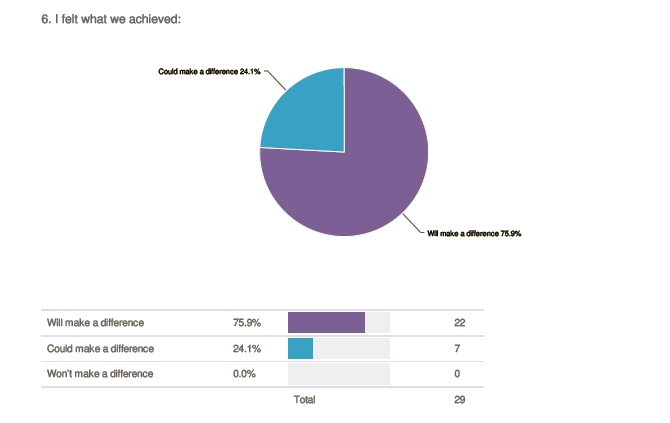 6. I felt what we achieved:
Could make a difference 24.1%
Will make a difference 75.9%
Will make a difference 75.9% 22
Could make a difference 24.1% 7
Won't make a difference 0.0% 0
Total 29